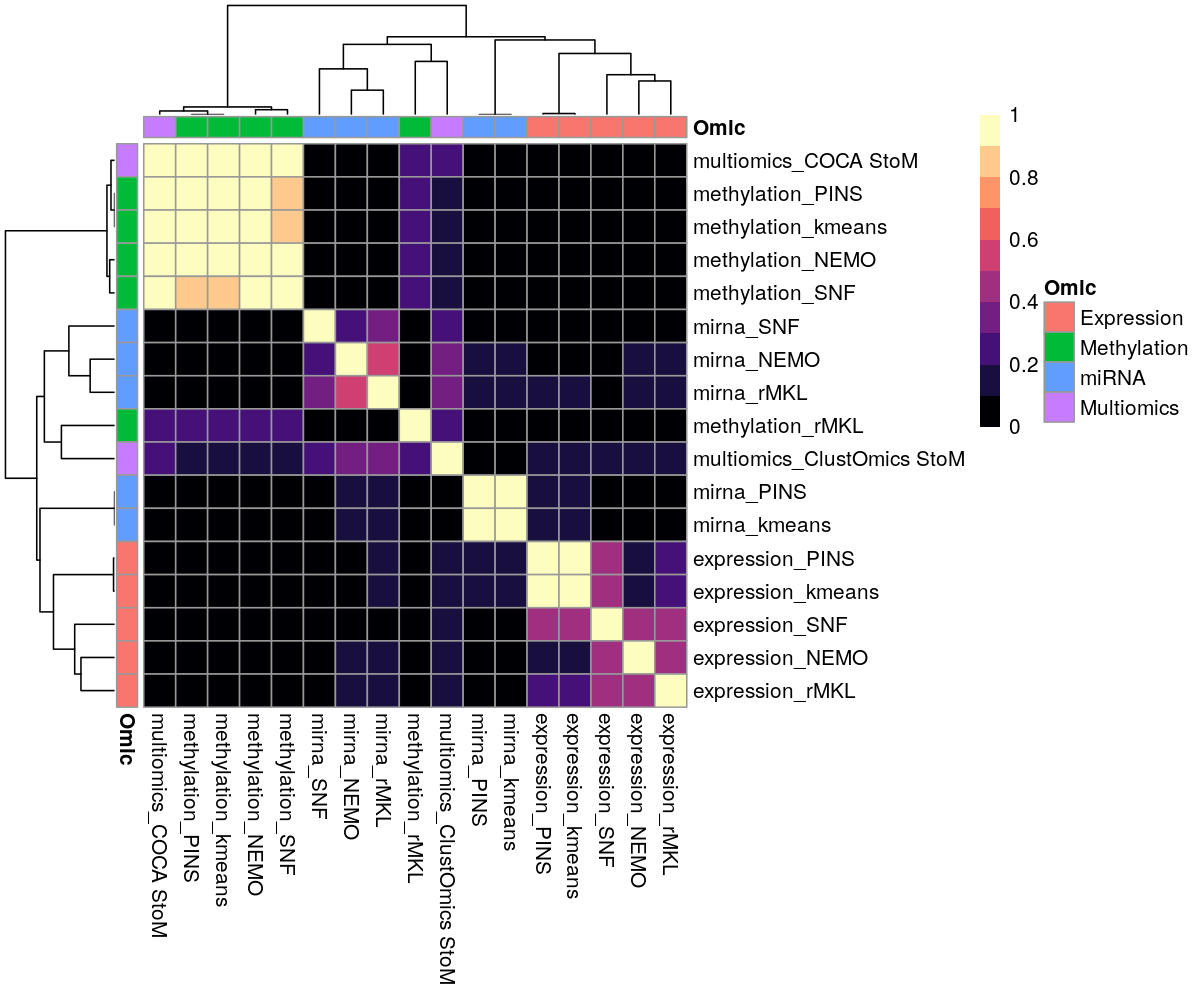 Omic
multiomics_COCA StoM
methylation_PINS
methylation_kmeans
methylation_NEMO
methylation_SNF
mirna_SNF
mirna_NEMO
mirna_rMKL
methylation_rMKL
multiomics_ClustOmics StoM
mirna_PINS
mirna_kmeans
expression_PINS
expression_kmeans
expression_SNF
expression_NEMO
expression_rMKL
1
0.8
0.6
0.4
0.2
0
Omic
Expression
Methylation
miRNA
Multiomics
Omic
multiomics_COCA StoM
methylation_PINS
methylation_kmeans
methylation_NEMO
methylation_SNF
mirna_SNF
mirna_NEMO
mirna_rMKL
methylation_rMKL
multiomics_ClustOmics StoM
mirna_PINS
mirna_kmeans
expression_PINS
expression_kmeans
expression_SNF
expression_NEMO
expression_rMKL